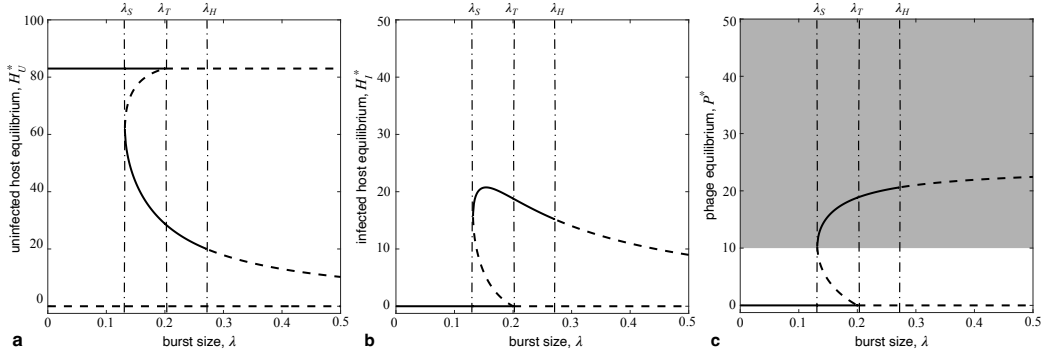 λS λT λH
uninfected host equilibrium, H*U
100
80
60
40
20
0
0 0.1 0.2 0.3 0.4 0.5
a
burst size, λ
λS λT λH
infected host equilibrium, H*I
50
40
30
20
10
0
0 0.1 0.2 0.3 0.4 0.5
b
burst size, λ
λS λT λH
phage equilibrium, P*
50
40
30
20
10
0
0 0.1 0.2 0.3 0.4 0.5
c
burst size, λ